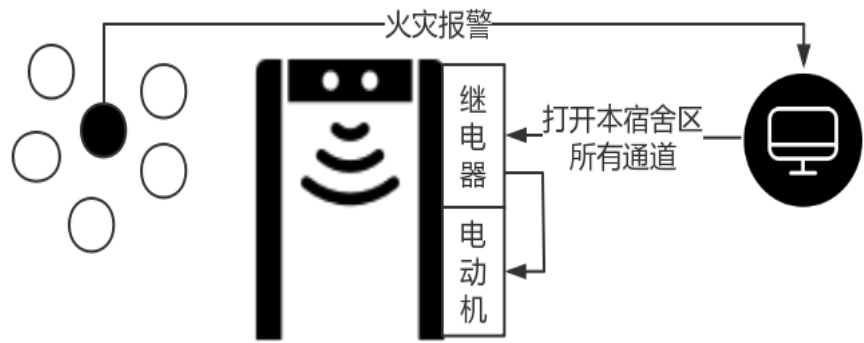 火灾报警
继电器
打开本宿舍区
所有通道
电动机